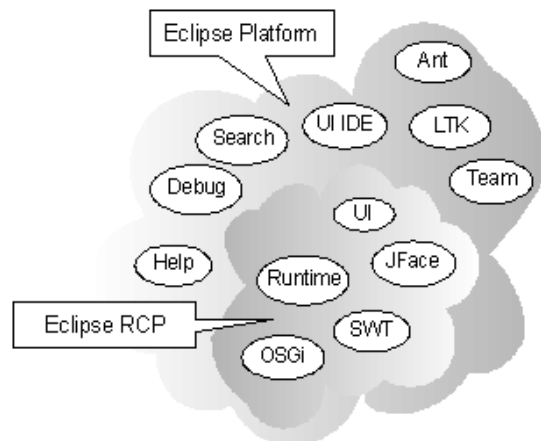 Eclipse Platform
Ant
UI IDE
LTK
Search
Team
Debug
UI
Help
JFace
Runtime
Eclipse RCP
SWT
OSGi